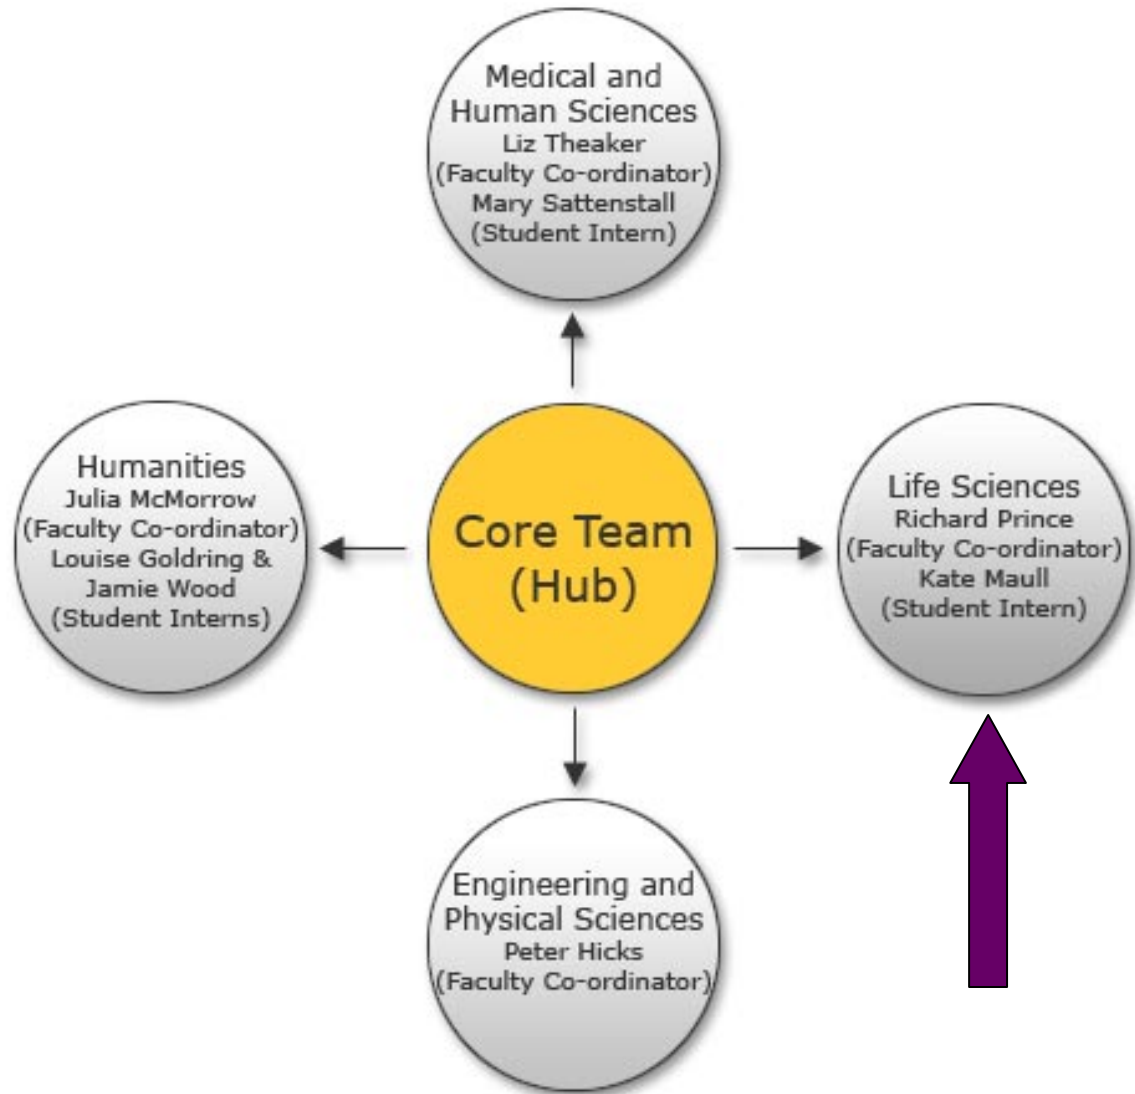 Medical and
Human Sciences
Liz Theaker
(Faculty Co-ordinator)
Mary Sattenstall
(Student Intern)
Humanities
Julia McMorrow
(Faculty Co-ordinator)
Louise Goldring &
Jamie Wood
(Student Interns)
Core Team
(Hub)
Life Sciences
Richard Prince
(Faculty Co-ordinator)
Kate Maull
(Student Intern)
Engineering and
Physical Sciences
Peter Hicks
(Faculty Co-ordinator)